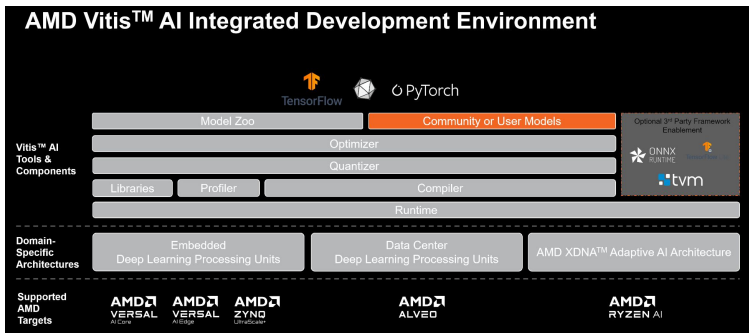 AMD Vitis™ AI Integrated Development Environment
TensorFlow
PyTorch
Model Zoo
Community or User Models
Optional 3rd Party Framework
Enablement
Vitis™ AI
Tools &
Components
Optimizer
ONNX
RUNTIME
TensorFlow
Quantizer
tvm
Libraries
Profiler
Compiler
Runtime
Domain-
Specific
Architectures
Embedded
Deep Learning Processing Units
Data Center
Deep Learning Processing Units
AMD XDNA™ Adaptive AI Architecture
Supported
AMD
Targets
AMD
VERSAL
AI Core
AMD
VERSAL
AI Edge
AMD
ZYNQ
UltraScale+
AMD
ALVEO
AMD
RYZEN AI